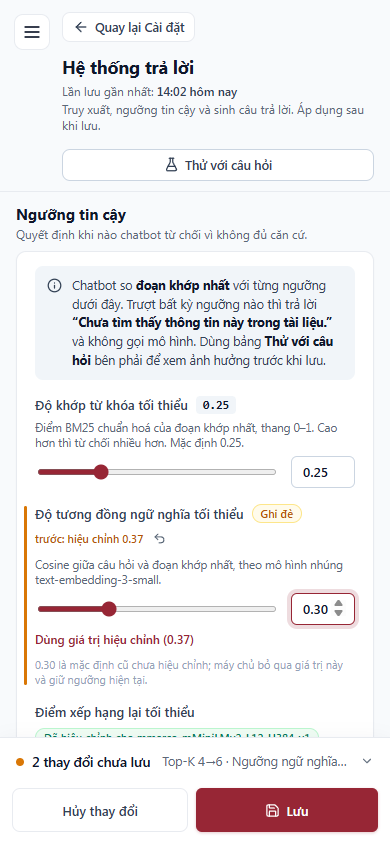 Quay lại Cài đặt
Hệ thống trả lời
Lần lưu gần nhất: 14:02 hôm nay
Truy xuất, ngưỡng tin cậy và sinh câu trả lời. Áp dụng sau
khi lưu.
Thử với câu hỏi
Ngưỡng tin cậy
Quyết định khi nào chatbot từ chối vì không đủ căn cứ.
Chatbot so đoạn khớp nhất với từng ngưỡng
dưới đây. Trượt bất kỳ ngưỡng nào thì trả lời
“Chưa tìm thấy thông tin này trong tài liệu.”
và không gọi mô hình. Dùng bảng Thử với câu
hỏi bên phải để xem ảnh hưởng trước khi lưu.
Độ khớp từ khóa tối thiểu 0.25
Điểm BM25 chuẩn hoá của đoạn khớp nhất, thang 0–1. Cao
hơn thì từ chối nhiều hơn. Mặc định 0.25.
0.25
Độ tương đồng ngữ nghĩa tối thiểu Ghi đè
trước: hiệu chỉnh 0.37
Cosine giữa câu hỏi và đoạn khớp nhất, theo mô hình nhúng
text-embedding-3-small.
0.30
Dùng giá trị hiệu chỉnh (0.37)
0.30 là mặc định cũ chưa hiệu chỉnh; máy chủ bỏ qua giá trị này
và giữ ngưỡng hiện tại.
Điểm xếp hạng lại tối thiểu
2 thay đổi chưa lưu Top-K 4→6 · Ngưỡng ngữ nghĩa...
Hủy thay đổi
Lưu